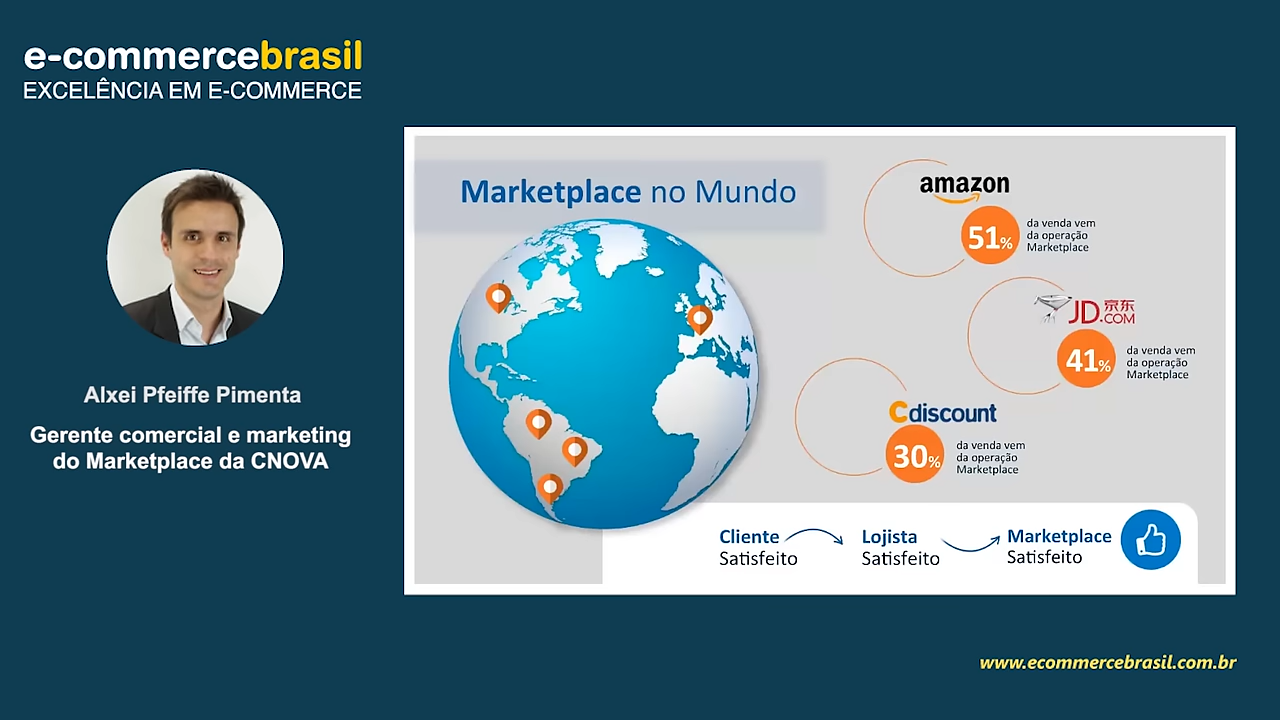 e-commercebrasil
EXCELÊNCIA EM E-COMMERCE
Alxei Pfeiffe Pimenta
Gerente comercial e marketing
do Marketplace da CNOVA
Marketplace no Mundo
amazon
51%
da venda vem
da operação
Marketplace
JD.COM 京东
41%
da venda vem
da operação
Marketplace
Cdiscount
30%
da venda vem
da operação
Marketplace
Cliente
Satisfeito
Lojista
Satisfeito
Marketplace
Satisfeito
www.ecommercebrasil.com.br